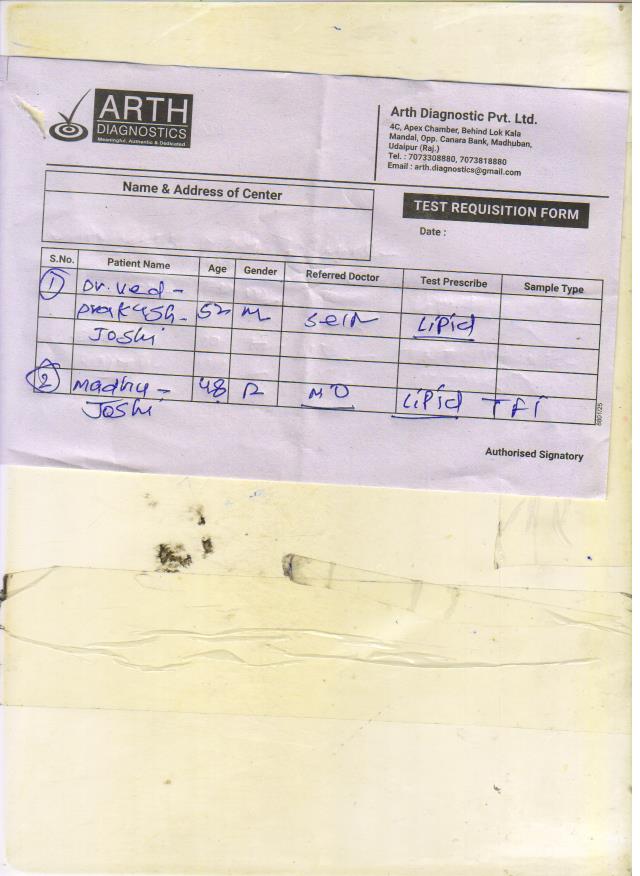 ARTH
DIAGNOSTICS
Meaningful, Authentic & Dedicated
Arth Diagnostic Pvt. Ltd.
4C, Apex Chamber, Behind Lok Kala
Mandal, Opp. Canara Bank, Madhuban,
Udaipur (Raj.)
Tel. : 7073308880, 7073818880
Email : arth.diagnostics@gmail.com
Name & Address of Center
TEST REQUISITION FORM
Date :
S.No. Patient Name Age Gender Referred Doctor Test Prescribe Sample Type
1 Dr. Ved -
Prakash - 52 M Self Lipid
Joshi
2 Madhu - 48 F Lipid
Joshi
Authorised Signatory